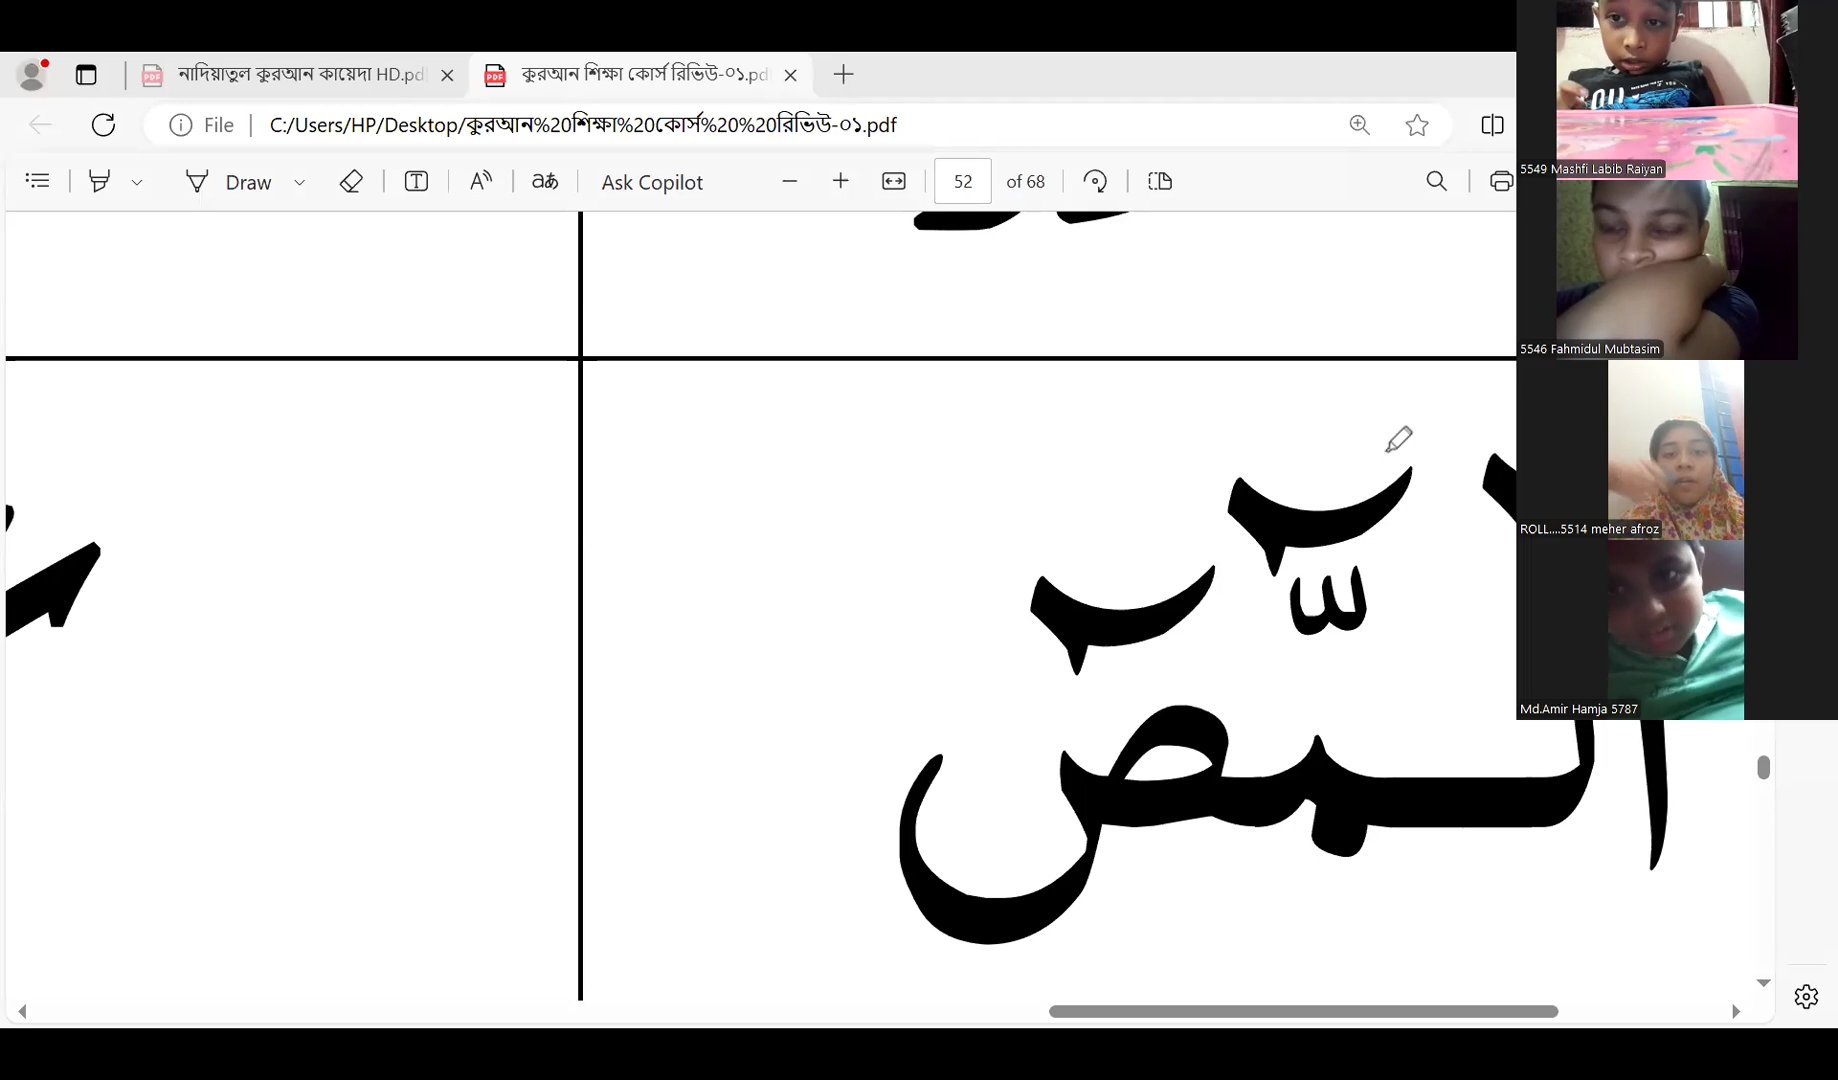 নাদিয়াতুল কুরআন কায়েদা HD.pd
কুরআন শিক্ষা কোর্স রিভিউ-০১.pd
File
C:/Users/HP/Desktop/কুরআন%20শিক্ষা%20কোর্স%20%20রিভিউ-০১.pdf
Draw
Ask Copilot
52 of 68
5549 Mashfi Labib Raiyan
5546 Fahmidul Mubtasim
ROLL....5514 meher afroz
Md.Amir Hamja 5787
الٓمّٓصٓ